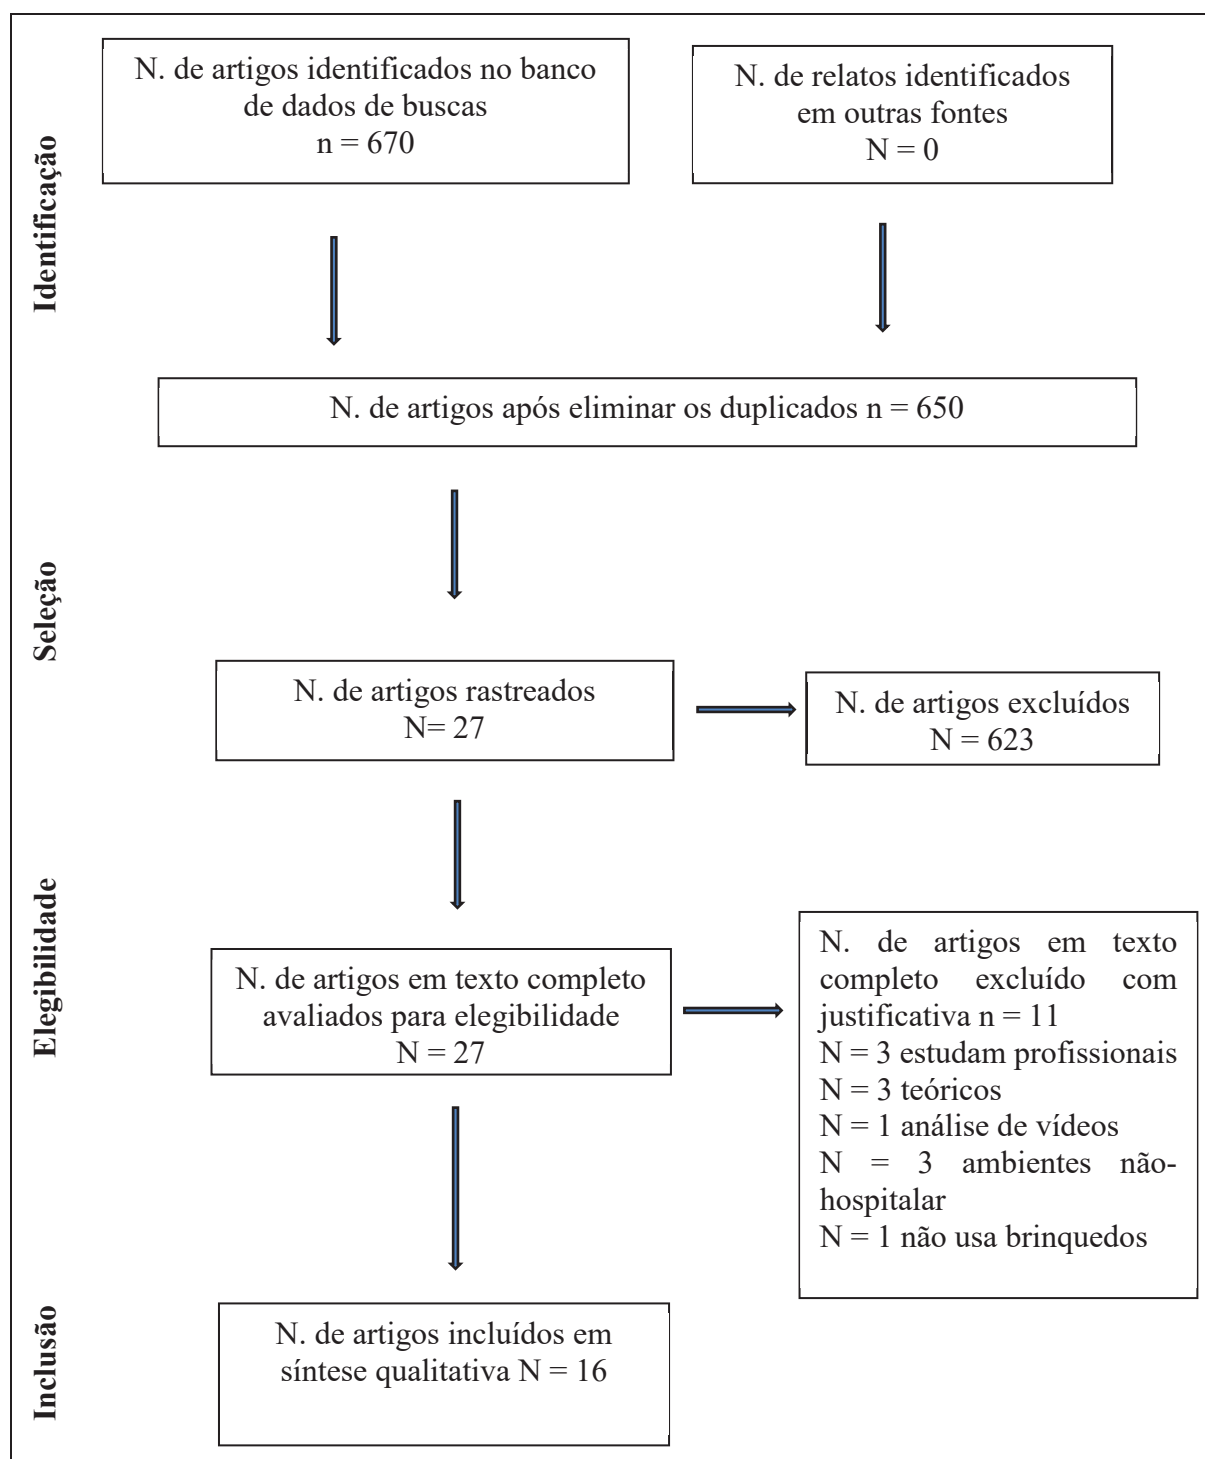 Identificação
N. de artigos identificados no banco
de dados de buscas
n = 670
N. de relatos identificados
em outras fontes
N = 0
N. de artigos após eliminar os duplicados n = 650
Seleção
N. de artigos rastreados
N= 27
N. de artigos excluídos
N = 623
Elegibilidade
N. de artigos em texto completo
avaliados para elegibilidade
N = 27
N. de artigos em texto
completo excluído com
justificativa n = 11
N = 3 estudam profissionais
N = 3 teóricos
N = 1 análise de vídeos
N = 3 ambientes não-
hospitalar
N = 1 não usa brinquedos
Inclusão
N. de artigos incluídos em
síntese qualitativa N = 16